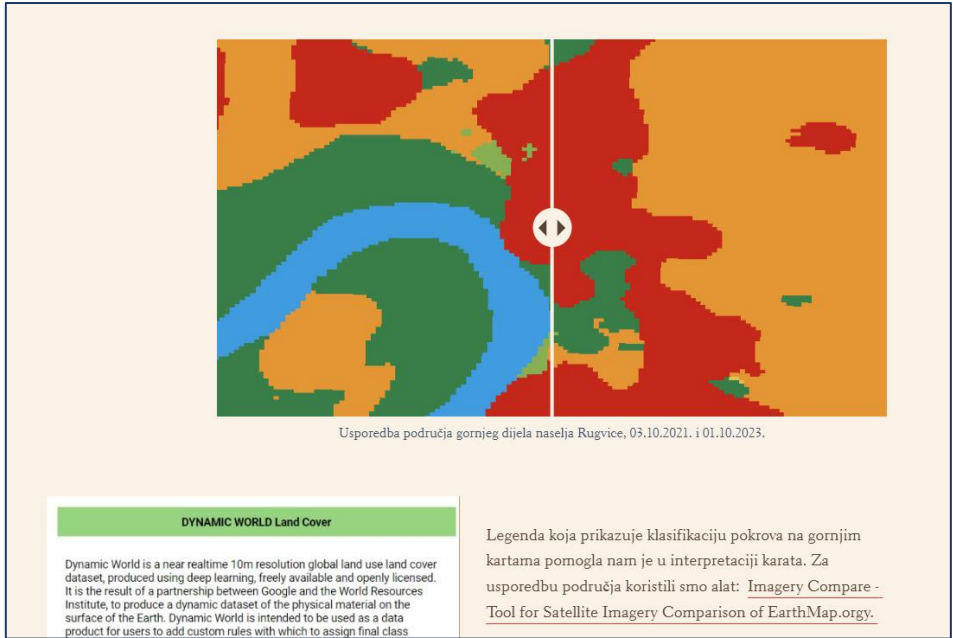 Usporedba područja gornjeg dijela naselja Rugvice, 03.10.2021. i 01.10.2023.
DYNAMIC WORLD Land Cover
Dynamic World is a near realtime 10m resolution global land use land cover
dataset, produced using deep learning, freely available and openly licensed.
It is the result of a partnership between Google and the World Resources
Institute, to produce a dynamic dataset of the physical material on the
surface of the Earth. Dynamic World is intended to be used as a data
product for users to add custom rules with which to assign final class
Legenda koja prikazuje klasifikaciju pokrova na gornjim
kartama pomogla nam je u interpretaciji karata. Za
usporedbu područja koristili smo alat: Imagery Compare -
Tool for Satellite Imagery Comparison of EarthMap.orgy.